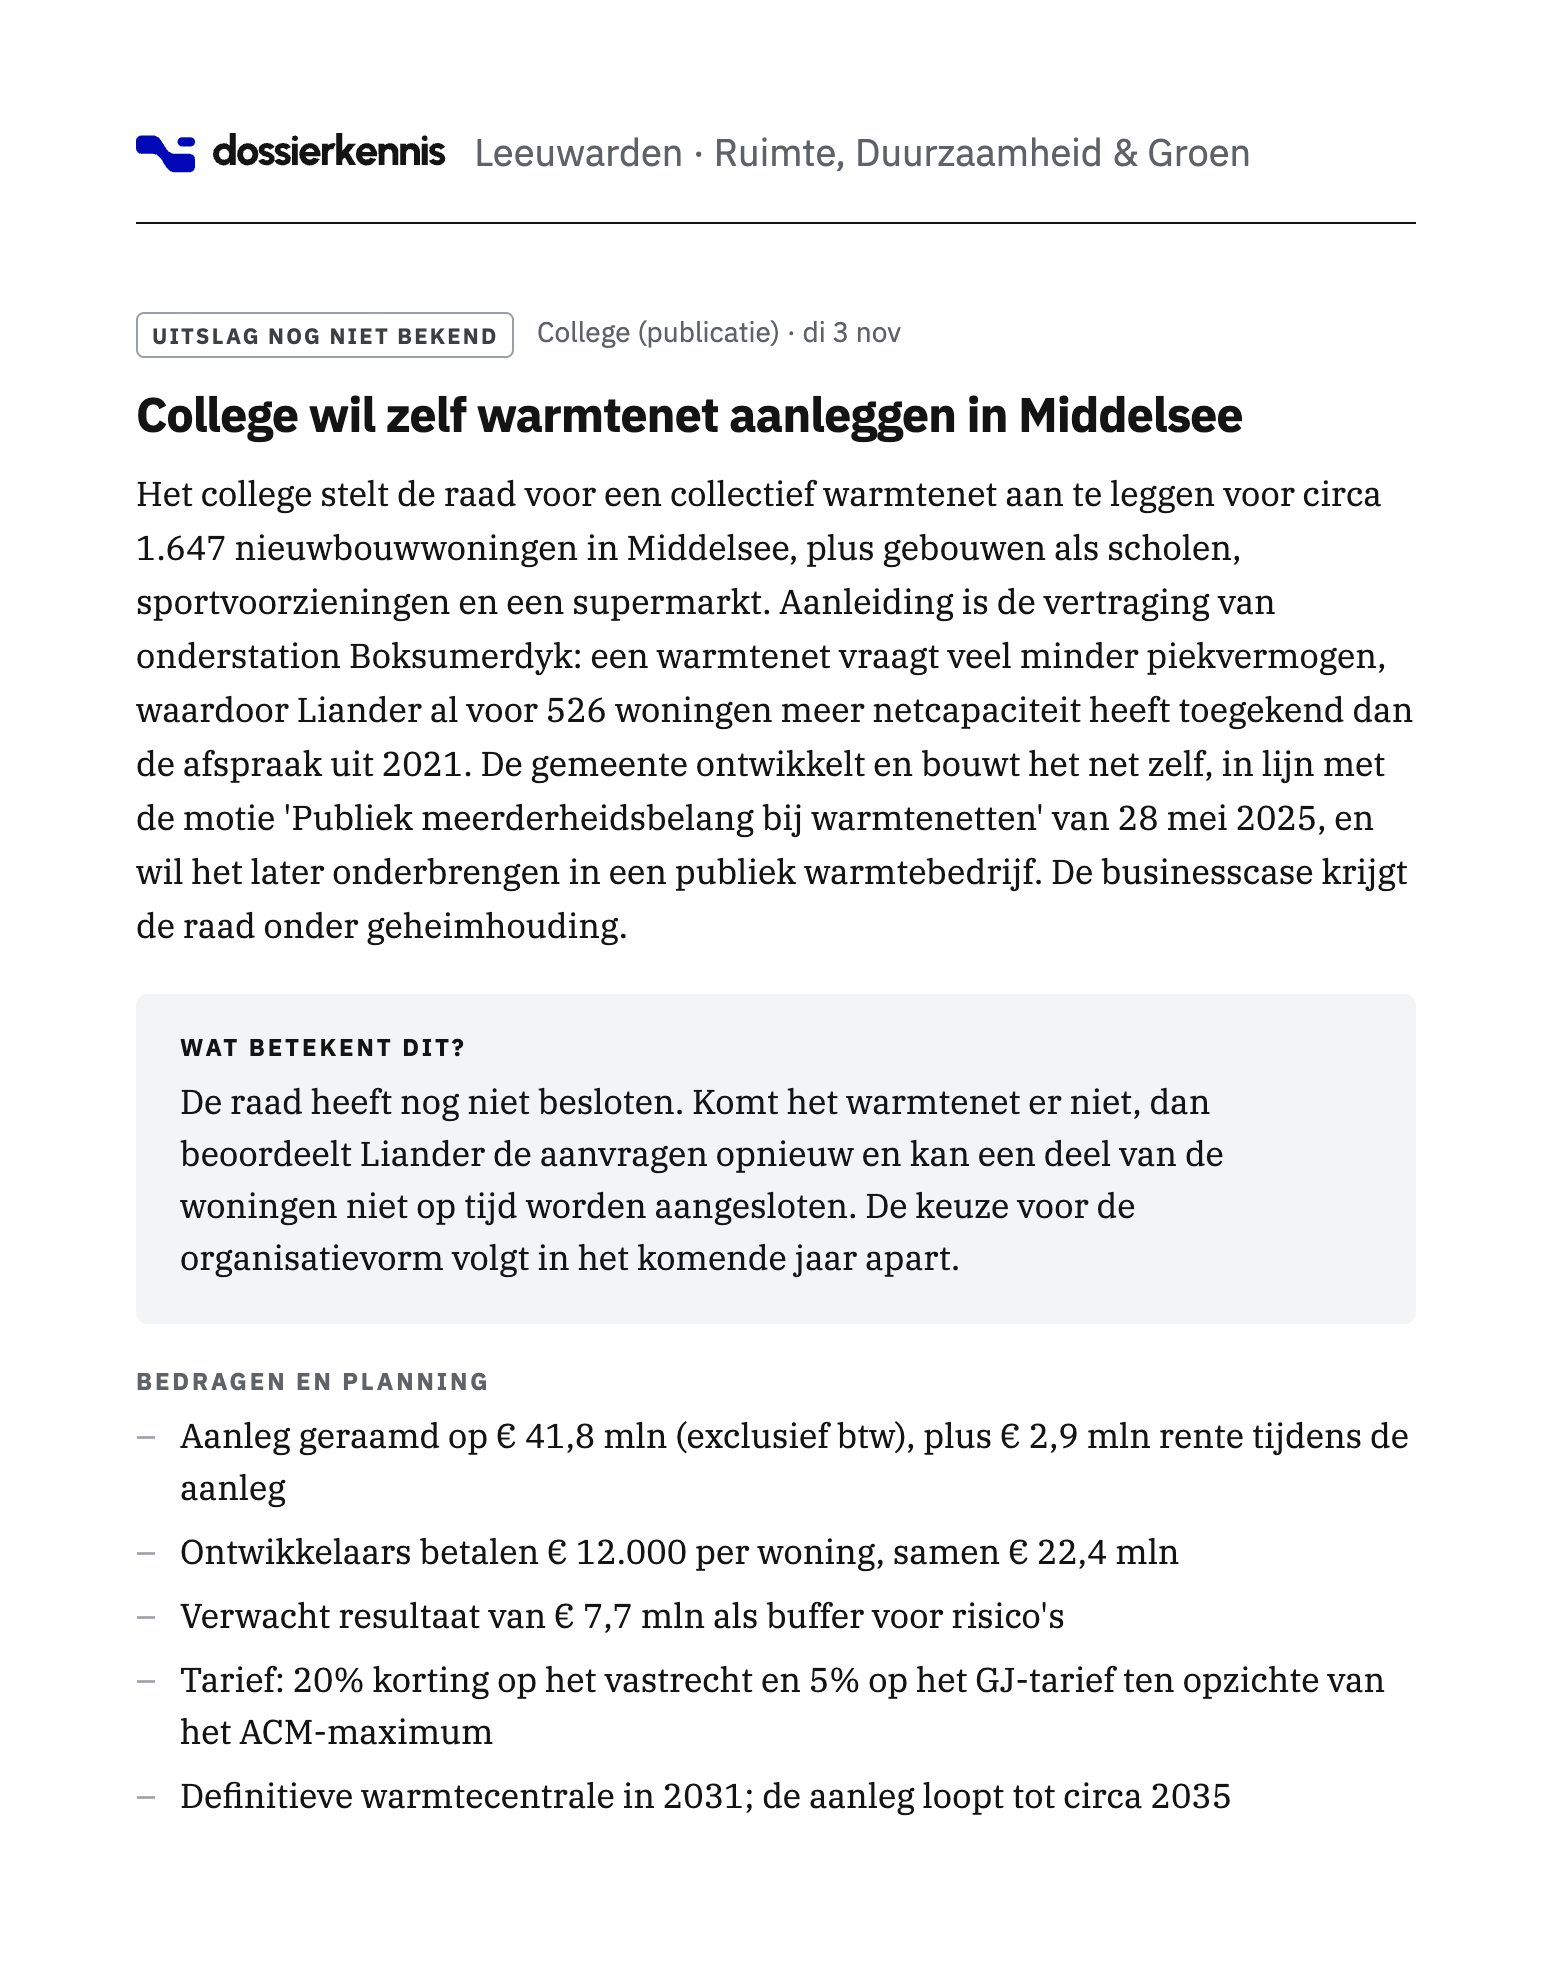 dossierkennis Leeuwarden · Ruimte, Duurzaamheid & Groen
UITSLAG NOG NIET BEKEND College (publicatie) · di 3 nov
College wil zelf warmtenet aanleggen in Middelsee
Het college stelt de raad voor een collectief warmtenet aan te leggen voor circa
1.647 nieuwbouwwoningen in Middelsee, plus gebouwen als scholen,
sportvoorzieningen en een supermarkt. Aanleiding is de vertraging van
onderstation Boksumerdyk: een warmtenet vraagt veel minder piekvermogen,
waardoor Liander al voor 526 woningen meer netcapaciteit heeft toegekend dan
de afspraak uit 2021. De gemeente ontwikkelt en bouwt het net zelf, in lijn met
de motie 'Publiek meerderheidsbelang bij warmtenetten' van 28 mei 2025, en
wil het later onderbrengen in een publiek warmtebedrijf. De businesscase krijgt
de raad onder geheimhouding.
WAT BETEKENT DIT?
De raad heeft nog niet besloten. Komt het warmtenet er niet, dan
beoordeelt Liander de aanvragen opnieuw en kan een deel van de
woningen niet op tijd worden aangesloten. De keuze voor de
organisatievorm volgt in het komende jaar apart.
BEDRAGEN EN PLANNING
– Aanleg geraamd op € 41,8 mln (exclusief btw), plus € 2,9 mln rente tijdens de
aanleg
– Ontwikkelaars betalen € 12.000 per woning, samen € 22,4 mln
– Verwacht resultaat van € 7,7 mln als buffer voor risico's
– Tarief: 20% korting op het vastrecht en 5% op het GJ-tarief ten opzichte van
het ACM-maximum
– Definitieve warmtecentrale in 2031; de aanleg loopt tot circa 2035